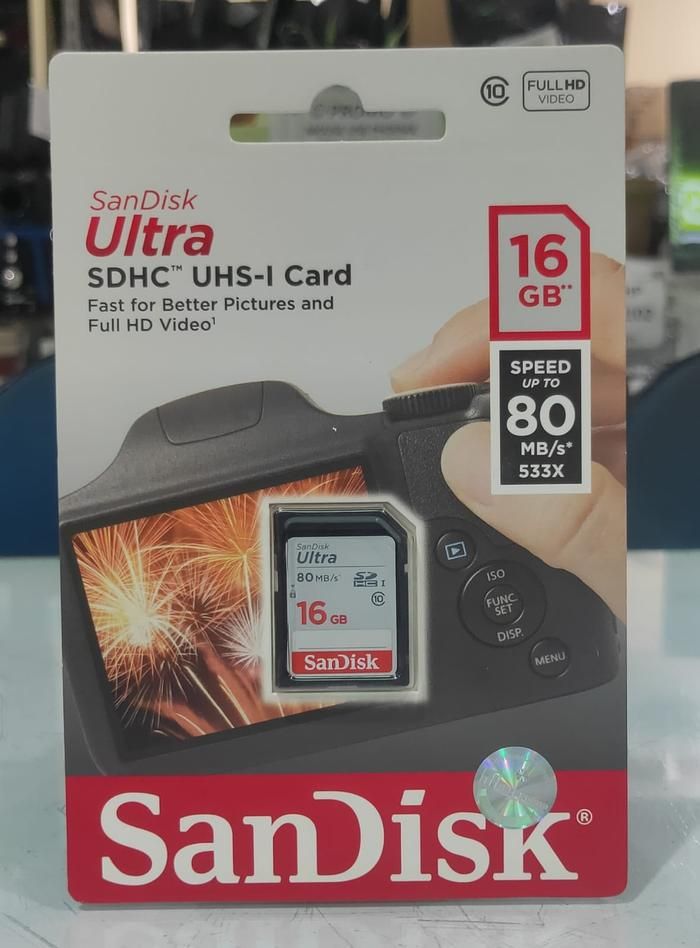 10
FULL HD
VIDEO
SanDisk
Ultra
SDHC™ UHS-I Card
Fast for Better Pictures and
Full HD Video¹
16
GB**
SPEED
UP TO
80
MB/s*
533X
SanDisk
Ultra
80 MB/s*
SD
HC I
10
16 GB
SanDisk
ISO
FUNC.
SET
DISP.
MENU
SanDisk®